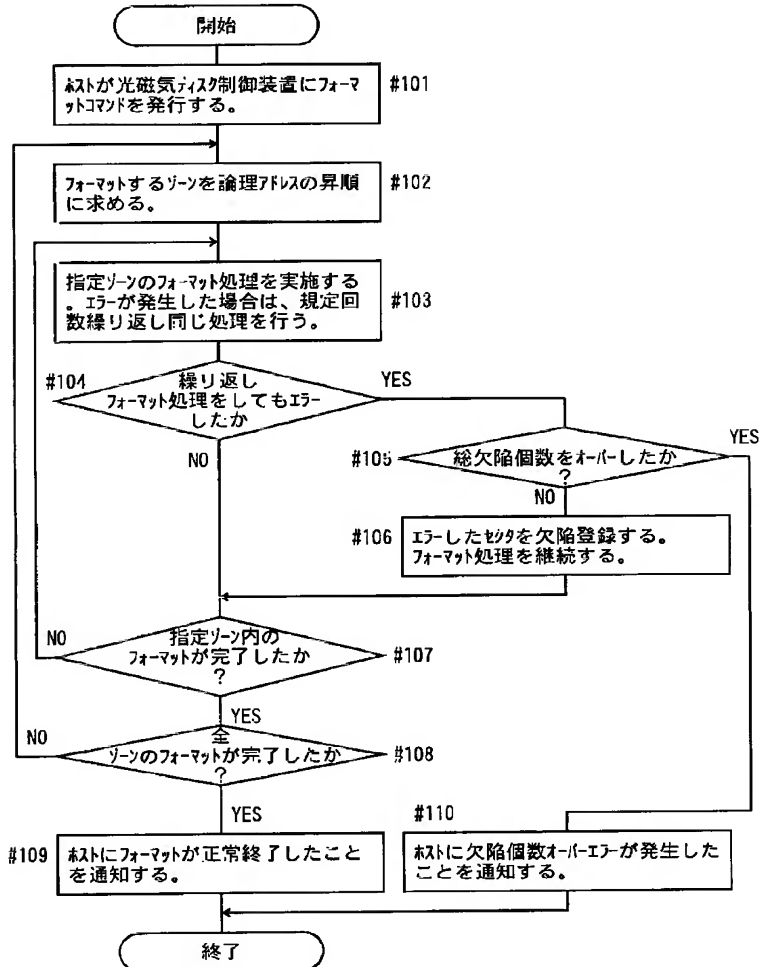 開始
ホストが光磁気ディスク制御装置にフォーマ
ットコマンドを発行する。
#101
フォーマットするゾーンを論理アドレスの昇順
に求める。
#102
指定ゾーンのフォーマット処理を実施する
。エラーが発生した場合は、規定回
数繰り返し同じ処理を行う。
#103
#104
繰り返し
フォーマット処理をしてもエラー
したか
YES
NO
#105
総欠陥個数をオーバーしたか
?
YES
NO
#106
エラーしたセクタを欠陥登録する。
フォーマット処理を継続する。
NO
指定ゾーン内の
フォーマットが完了したか
?
#107
YES
NO
全
ゾーンのフォーマットが完了したか
?
#108
YES
#109
ホストにフォーマットが正常終了したこと
を通知する。
#110
ホストに欠陥個数オーバーエラーが発生した
ことを通知する。
終了